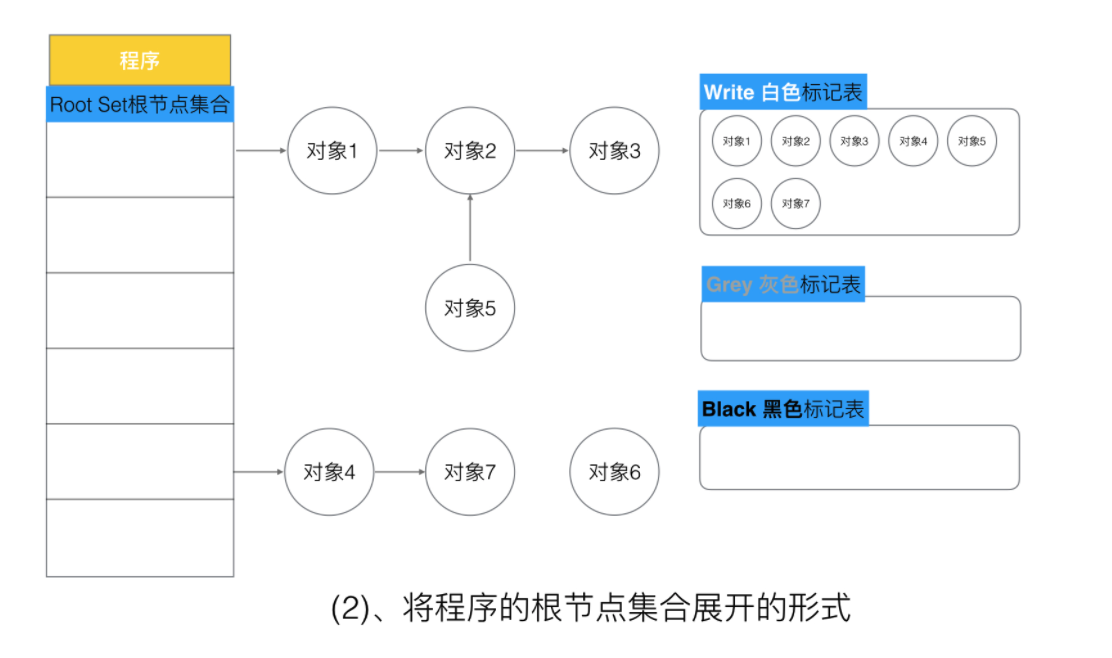 程序
Root Set根节点集合
对象1
对象2
对象3
对象5
对象4
对象7
对象6
Write 白色标记表
对象1
对象2
对象3
对象4
对象5
对象6
对象7
Grey 灰色标记表
Black 黑色标记表
(2)、将程序的根节点集合展开的形式